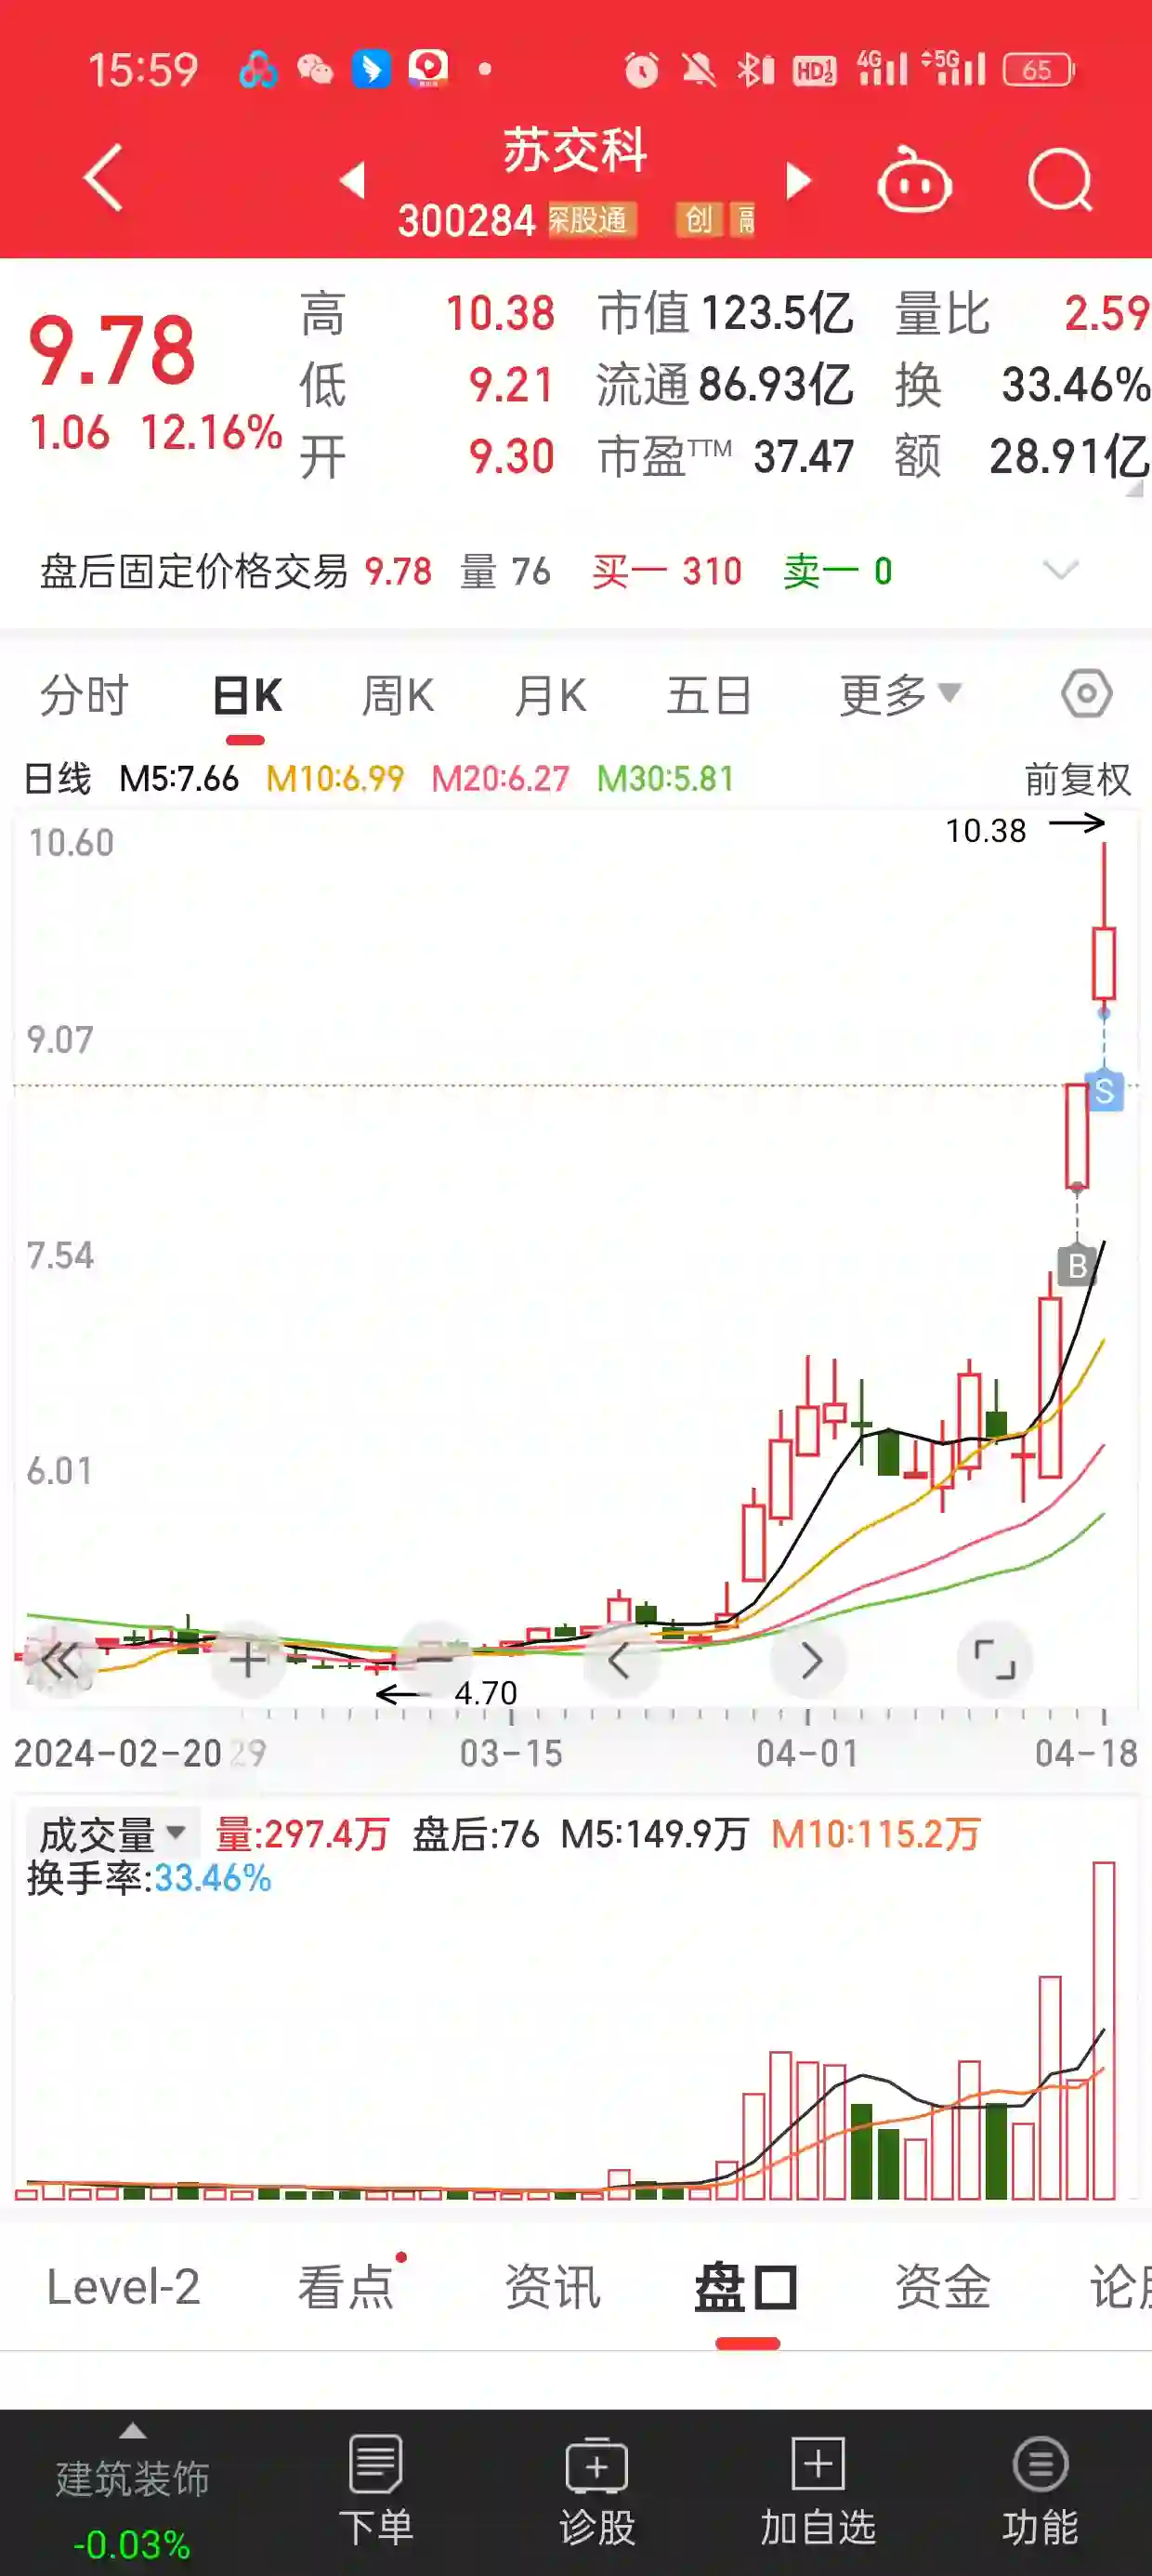 15:59 HD 1 2 4G 5G 65
苏交科
300284 深股通 创 融
9.78
1.06 12.16%
高 10.38 市值 123.5亿 量比 2.59
低 9.21 流通 86.93亿 换 33.46%
开 9.30 市盈TTM 37.47 额 28.91亿
盘后固定价格交易 9.78 量 76 买一 310 卖一 0
分时 日K 周K 月K 五日 更多
日线 M5:7.66 M10:6.99 M20:6.27 M30:5.81 前复权
10.60
10.38
9.07
S
7.54
B
6.01
4.70
2024-02-20 29 03-15 04-01 04-18
成交量 量:297.4万 盘后:76 M5:149.9万 M10:115.2万
换手率:33.46%
Level-2 看点 资讯 盘口 资金 论股
建筑装饰 下单 诊股 加自选 功能
-0.03%